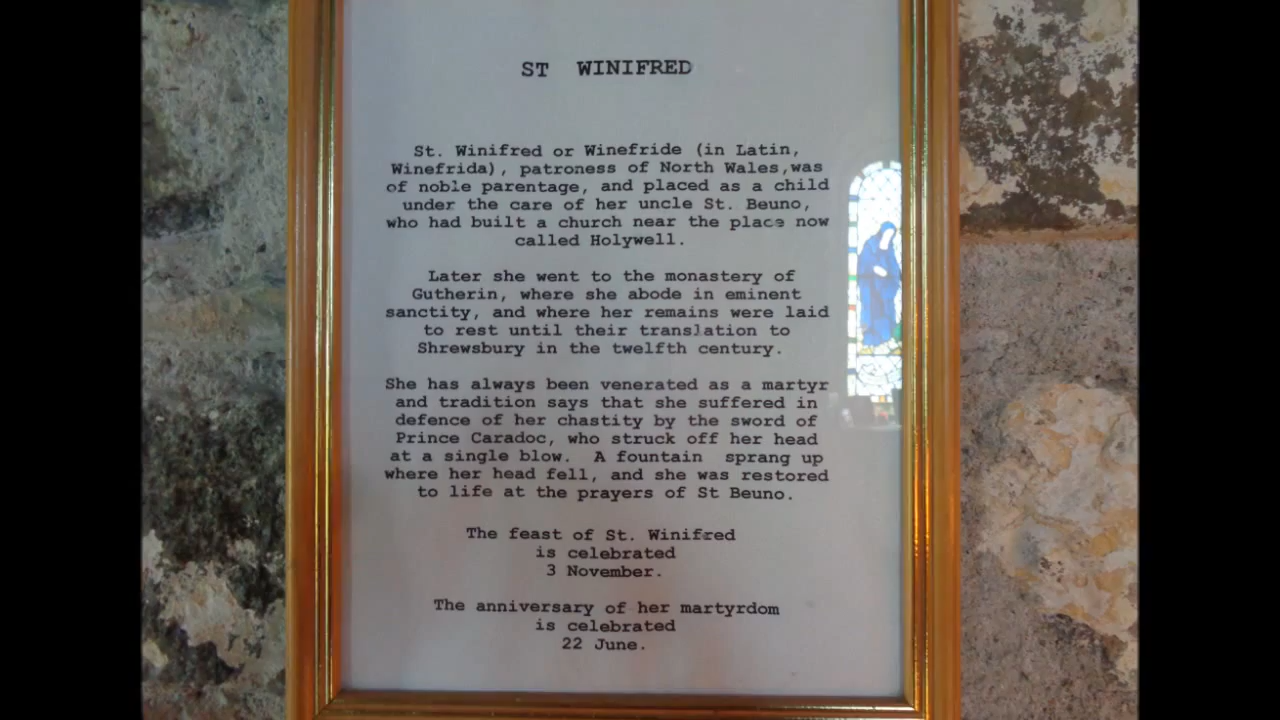 ST WINIFRED
St. Winifred or Winefride (in Latin,
Winefrida), patroness of North Wales,was
of noble parentage, and placed as a child
under the care of her uncle St. Beuno,
who had built a church near the place now
called Holywell.
Later she went to the monastery of
Gutherin, where she abode in eminent
sanctity, and where her remains were laid
to rest until their translation to
Shrewsbury in the twelfth century.
She has always been venerated as a martyr
and tradition says that she suffered in
defence of her chastity by the sword of
Prince Caradoc, who struck off her head
at a single blow. A fountain sprang up
where her head fell, and she was restored
to life at the prayers of St Beuno.
The feast of St. Winifred
is celebrated
3 November.
The anniversary of her martyrdom
is celebrated
22 June.